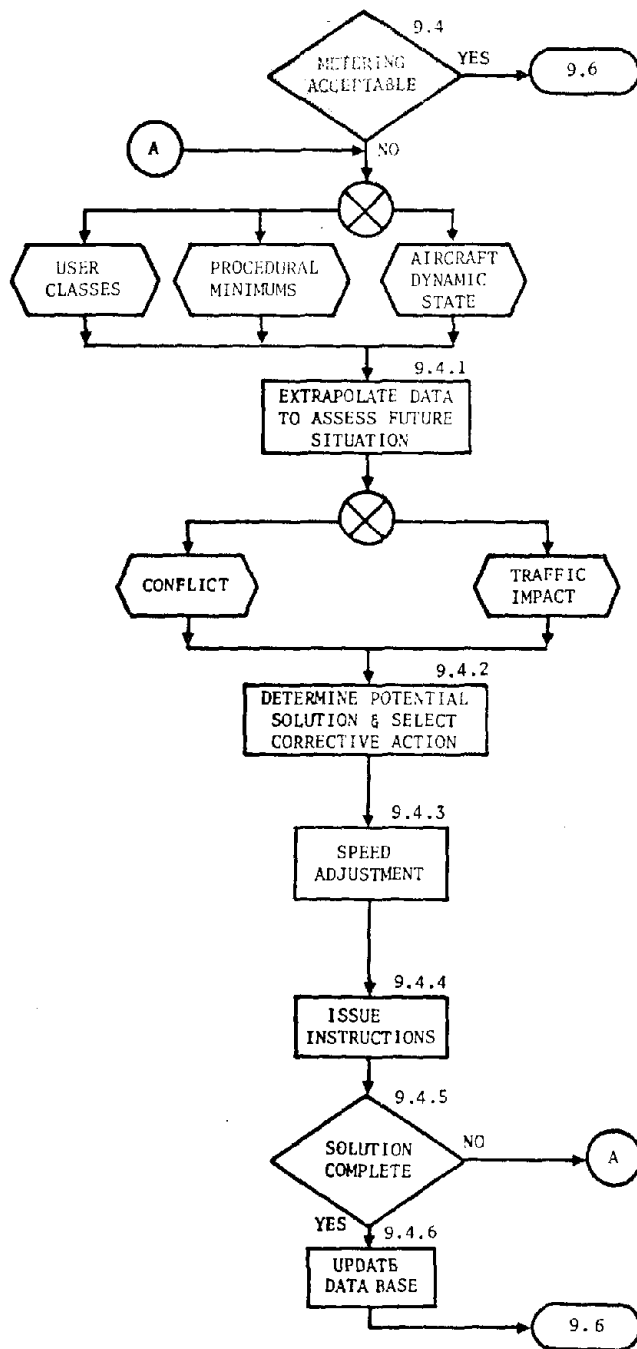 9.4
METERING
ACCEPTABLE
YES
9.6
A
NO
USER
CLASSES
PROCEDURAL
MINIMUMS
AIRCRAFT
DYNAMIC
STATE
9.4.1
EXTRAPOLATE DATA
TO ASSESS FUTURE
SITUATION
CONFLICT
TRAFFIC
IMPACT
9.4.2
DETERMINE POTENTIAL
SOLUTION & SELECT
CORRECTIVE ACTION
9.4.3
SPEED
ADJUSTMENT
9.4.4
ISSUE
INSTRUCTIONS
9.4.5
SOLUTION
COMPLETE
NO
A
YES
9.4.6
UPDATE
DATA BASE
9.6